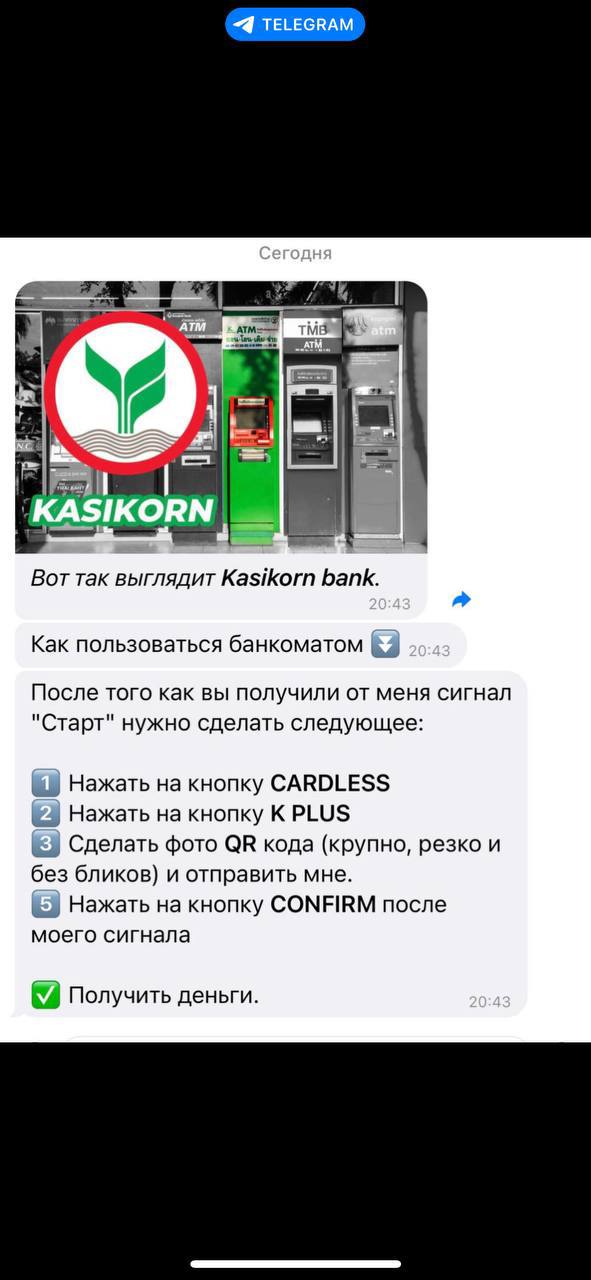 TELEGRAM
Сегодня
ATM
ATM
TMB
ATM
atm
KASIKORN
Вот так выглядит Kasikorn bank.
20:43
Как пользоваться банкоматом ⏬ 20:43
После того как вы получили от меня сигнал
"Старт" нужно сделать следующее:
1 Нажать на кнопку CARDLESS
2 Нажать на кнопку K PLUS
3 Сделать фото QR кода (крупно, резко и
без бликов) и отправить мне.
5 Нажать на кнопку CONFIRM после
моего сигнала
✅ Получить деньги. 20:43